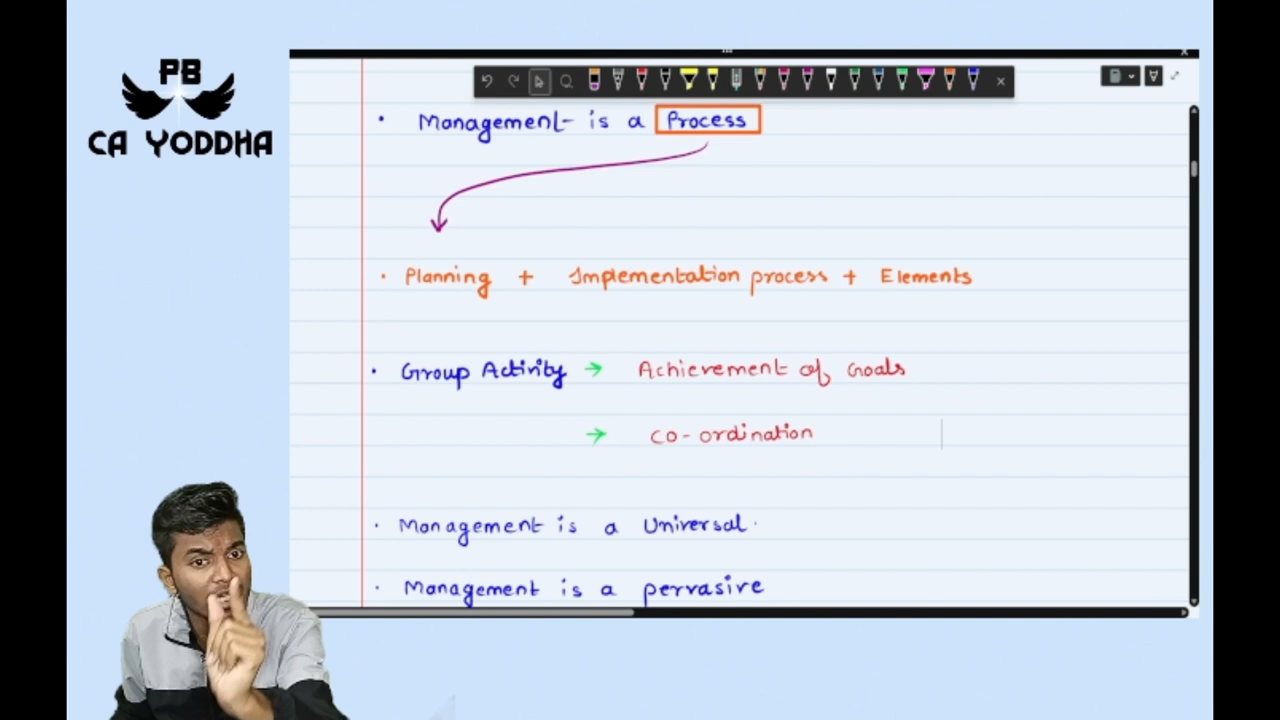 PB
CA YODDHA
• Management is a Process
• Planning + Implementation process + Elements
• Group Activity → Achievement of Goals
→ co-ordination
• Management is a Universal.
• Management is a pervasive